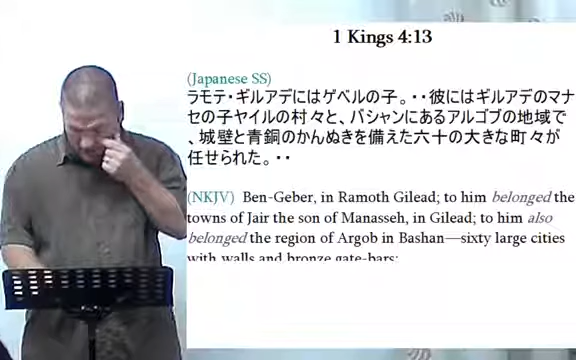 1 Kings 4:13
(Japanese SS)
ラモテ・ギルアデにはゲベルの子。・・彼にはギルアデのマナ
セの子ヤイルの村々と、バシャンにあるアルゴブの地域で
、城壁と青銅のかんぬきを備えた六十の大きな町々が
任せられた。・・
(NKJV) Ben-Geber, in Ramoth Gilead; to him belonged the
towns of Jair the son of Manasseh, in Gilead; to him also
belonged the region of Argob in Bashan—sixty large cities
with walls and bronze gate-bars;